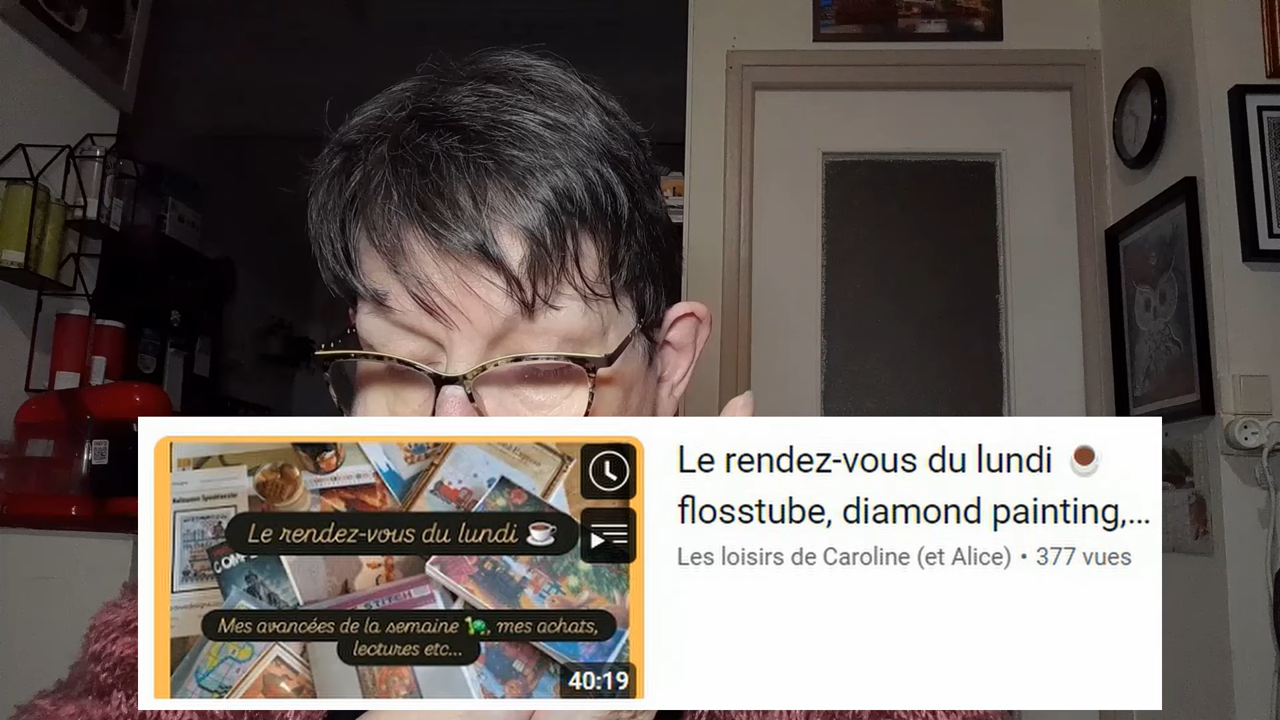 Le rendez-vous du lundi ☕
flosstube, diamond painting,...
Les loisirs de Caroline (et Alice) • 377 vues
Le rendez-vous du lundi ☕
STITCH
Mes avancées de la semaine 🐛, mes achats,
lectures etc...
40:19